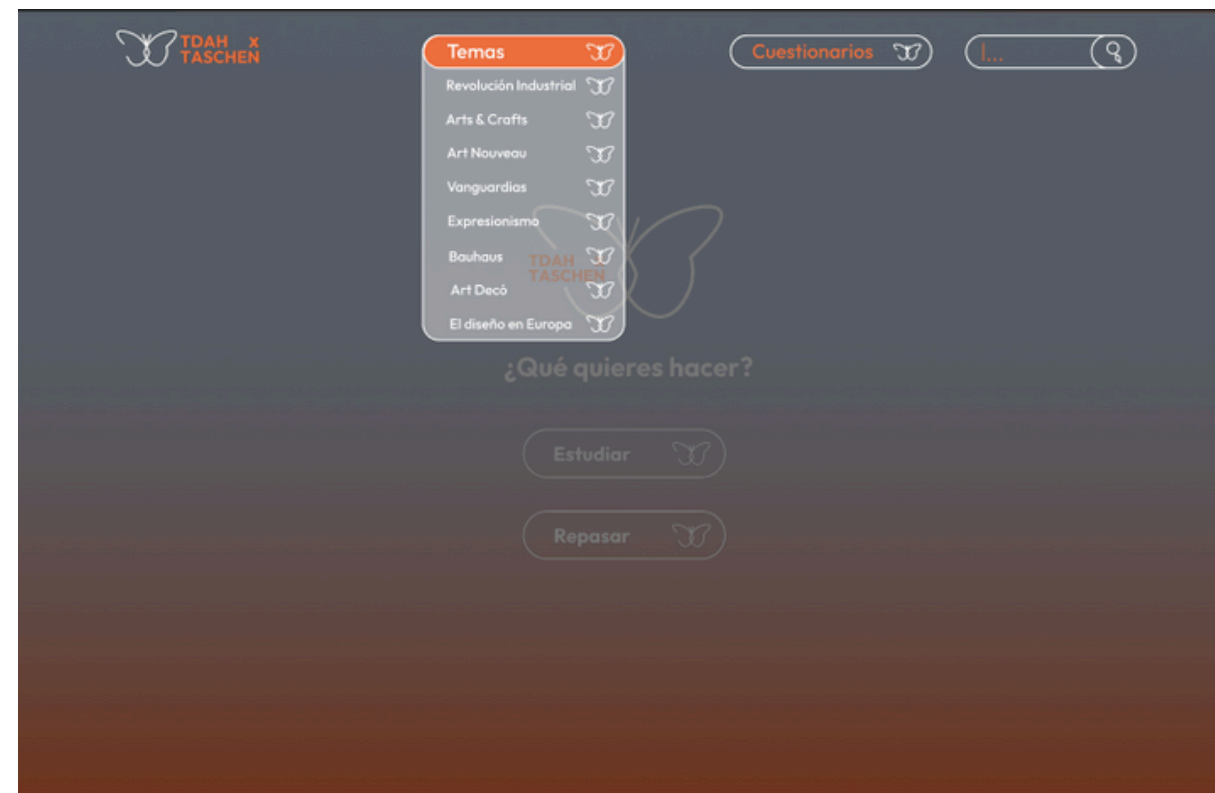 TDAH x
TASCHEN
Temas
Cuestionarios
|...
Revolución Industrial
Arts & Crafts
Art Nouveau
Vanguardias
Expresionismo
Bauhaus
Art Decó
El diseño en Europa
TDAH x
TASCHEN
¿Qué quieres hacer?
Estudiar
Repasar